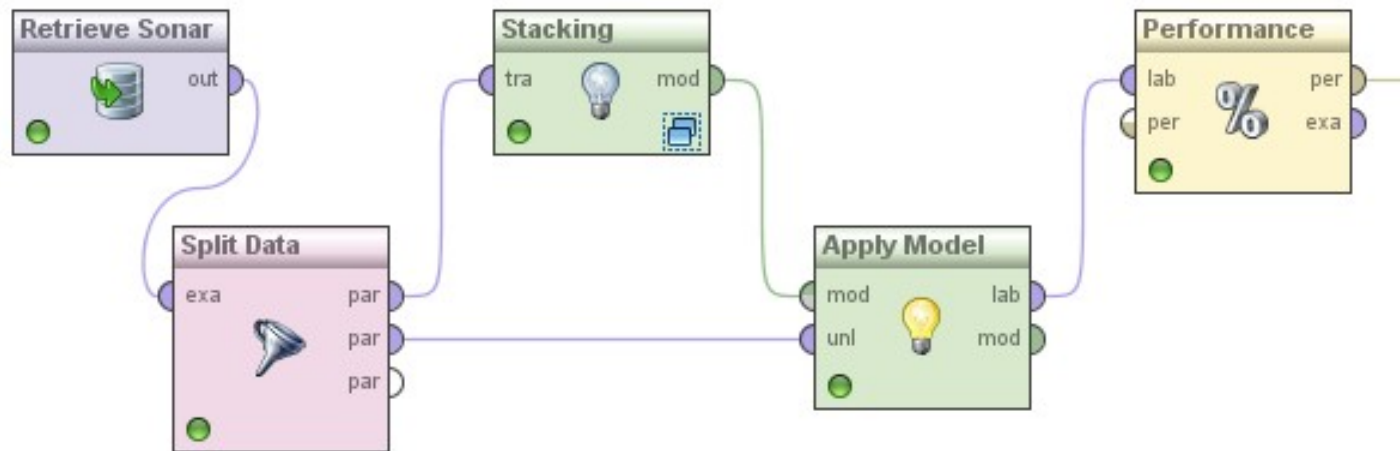 Retrieve Sonar
out
Stacking
tra
mod
Performance
lab
per
per
exa
Split Data
exa
par
par
par
Apply Model
mod
lab
unl
mod